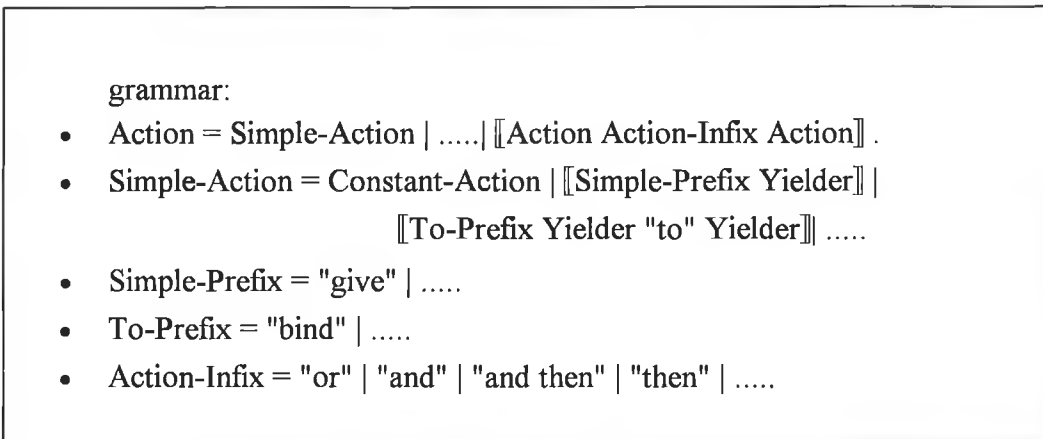 grammar:
• Action = Simple-Action | .....| ⟦Action Action-Infix Action⟧ .
• Simple-Action = Constant-Action | ⟦Simple-Prefix Yielder⟧ |
⟦To-Prefix Yielder "to" Yielder⟧| .....
• Simple-Prefix = "give" | .....
• To-Prefix = "bind" | .....
• Action-Infix = "or" | "and" | "and then" | "then" | .....